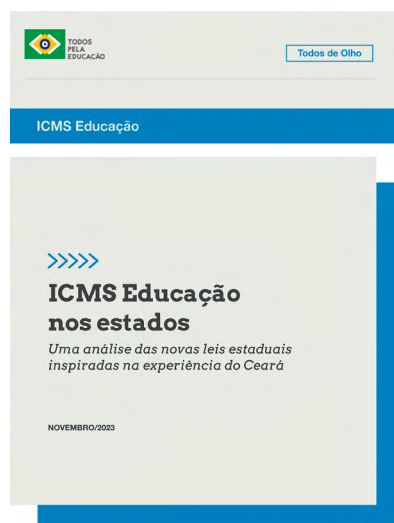 TODOS
PELA
EDUCAÇÃO
Todos de Olho
ICMS Educação
>>>>>
ICMS Educação
nos estados
Uma análise das novas leis estaduais
inspiradas na experiência do Ceará
NOVEMBRO/2023